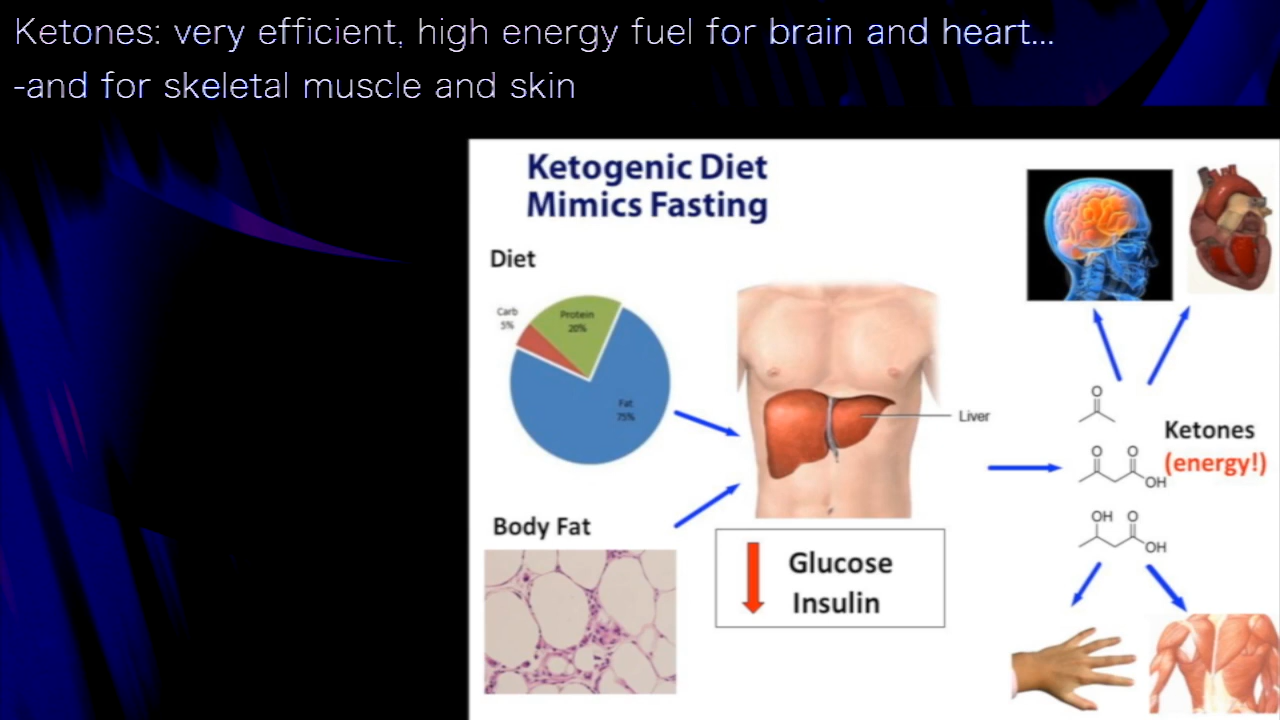 Ketones: very efficient, high energy fuel for brain and heart...
-and for skeletal muscle and skin
Ketogenic Diet
Mimics Fasting
Diet
Carb
5%
Protein
20%
Fat
75%
Liver
O
Ketones
(energy!)
O O
OH
OH O
OH
Body Fat
Glucose
Insulin